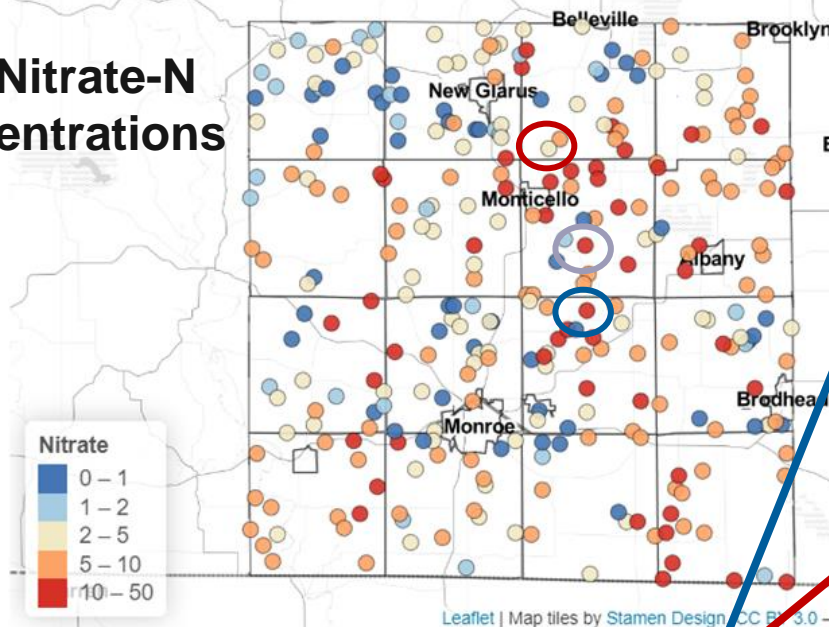 Nitrate-N
entrations
Belleville
Brooklyn
New Glarus
Monticello
Albany
Brodhea
Monroe
Nitrate
0 – 1
1 – 2
2 – 5
5 – 10
10 – 50
Leaflet | Map tiles by Stamen Design, CC BY 3.0 –